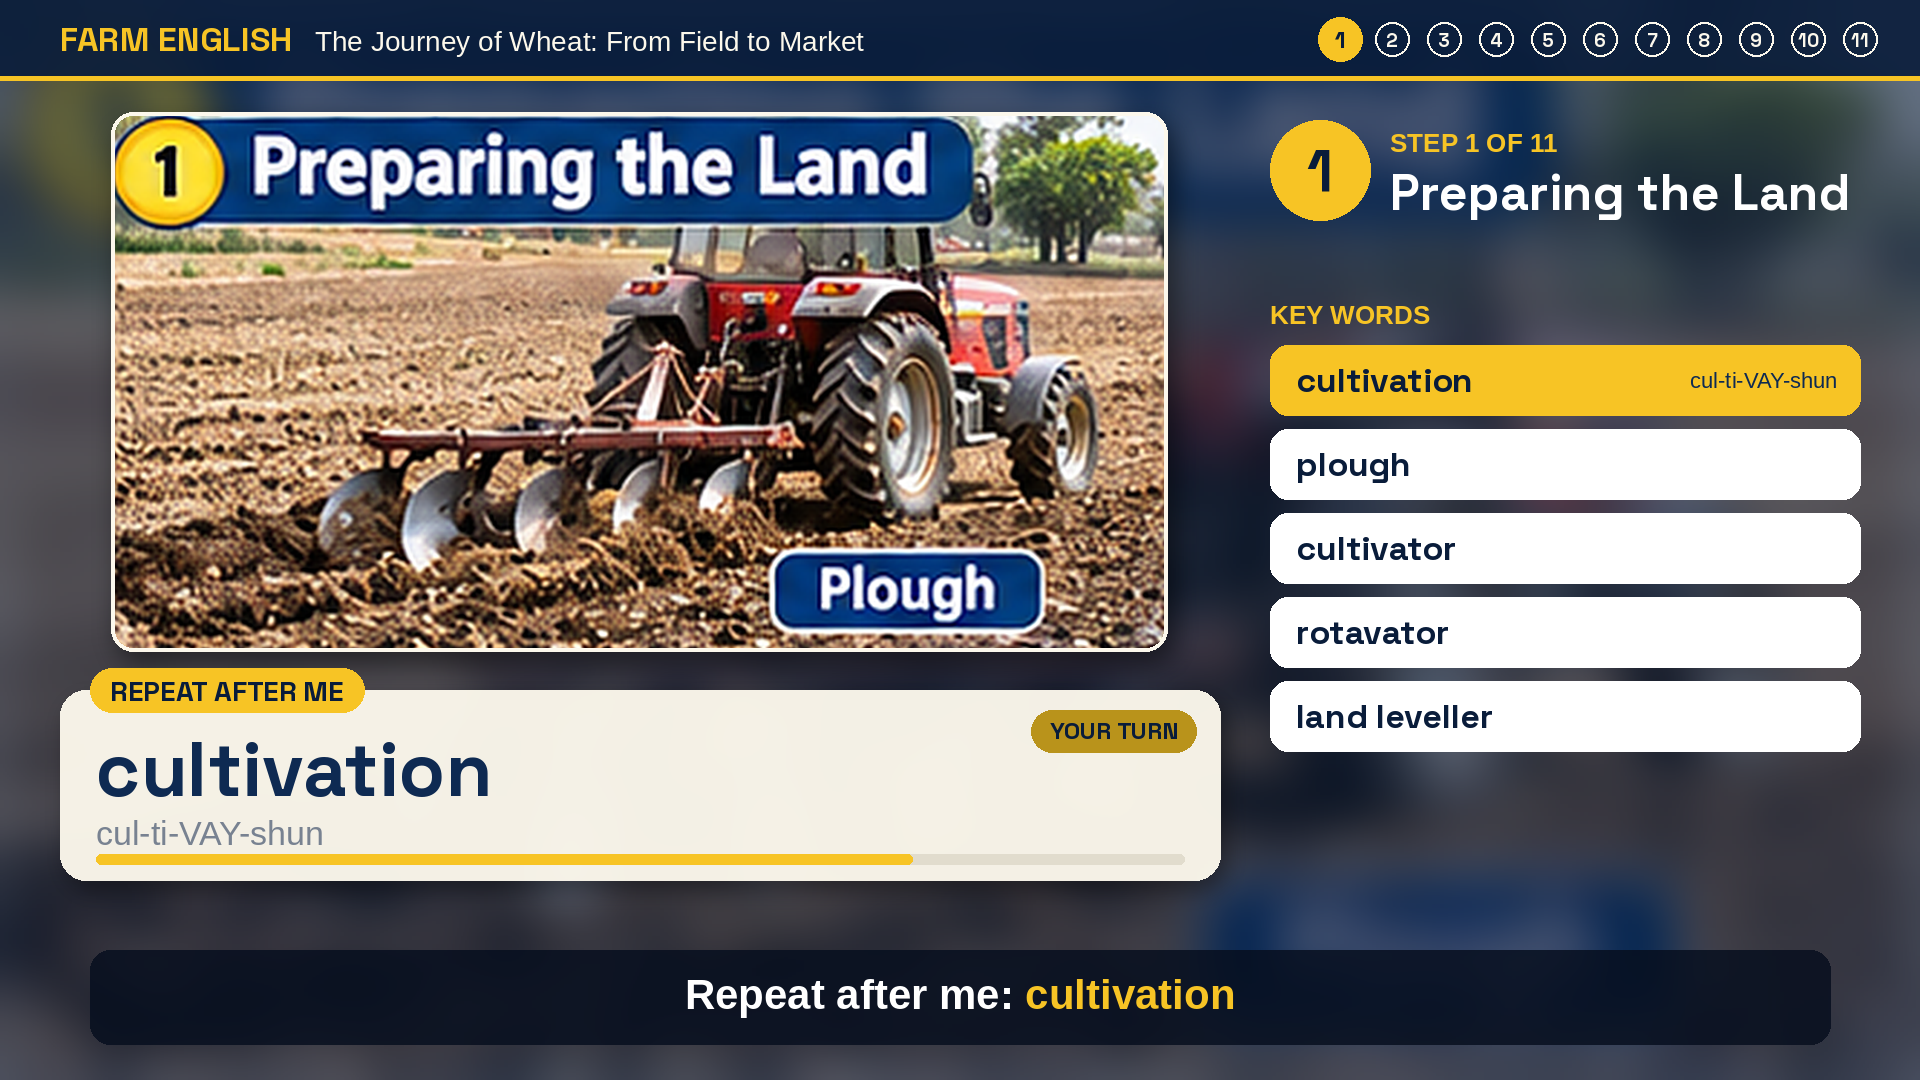 FARM ENGLISH The Journey of Wheat: From Field to Market
1 2 3 4 5 6 7 8 9 10 11
1 Preparing the Land
Plough
1
STEP 1 OF 11
Preparing the Land
KEY WORDS
cultivation cul-ti-VAY-shun
plough
cultivator
rotavator
land leveller
REPEAT AFTER ME
YOUR TURN
cultivation
cul-ti-VAY-shun
Repeat after me: cultivation